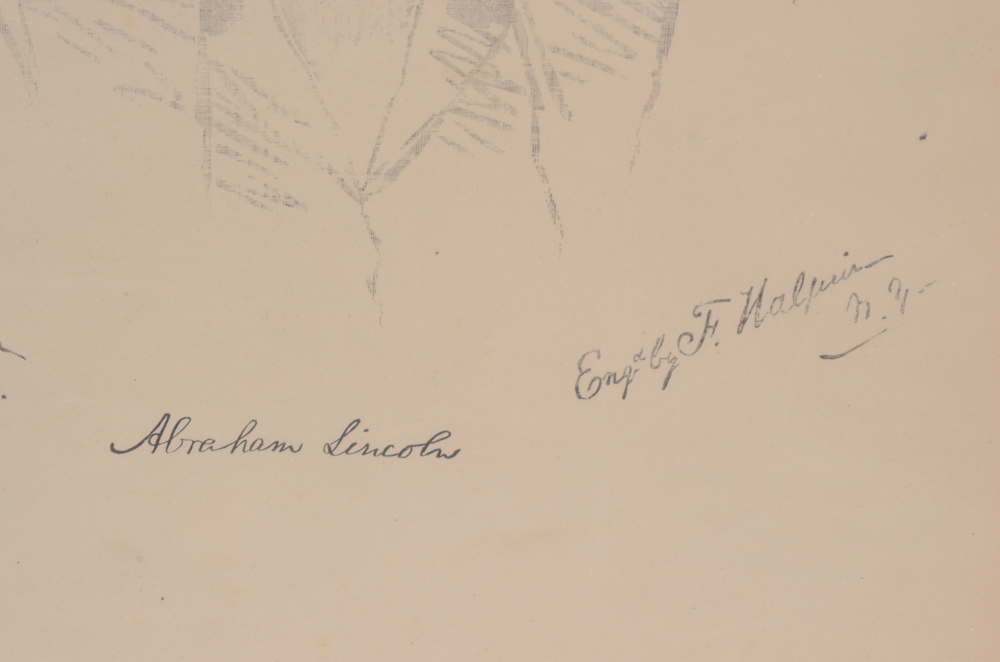 Engd by F. Halpin
N.Y
Abraham Lincoln